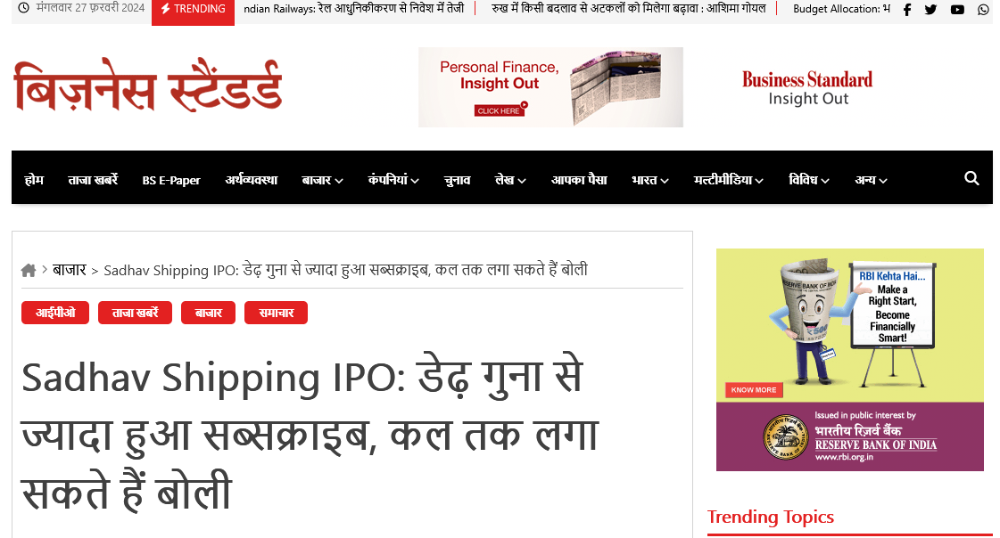 मंगलवार 27 फ़रवरी 2024
TRENDING
ndian Railways: रेल आधुनिकीकरण से निवेश में तेजी
रुख में किसी बदलाव से अटकलों को मिलेगा बढ़ावा : आशिमा गोयल
Budget Allocation: भ
बिज़नेस स्टैंडर्ड
Personal Finance,
Insight Out
CLICK HERE
Business Standard
Insight Out
होम ताजा खबरें BS E-Paper अर्थव्यवस्था बाजार कंपनियां चुनाव लेख आपका पैसा भारत मल्टीमीडिया विविध अन्य
बाजार > Sadhav Shipping IPO: डेढ़ गुना से ज्यादा हुआ सब्सक्राइब, कल तक लगा सकते हैं बोली
आईपीओ ताजा खबरें बाजार समाचार
Sadhav Shipping IPO: डेढ़ गुना से
ज्यादा हुआ सब्सक्राइब, कल तक लगा
सकते हैं बोली
RESERVE BANK OF INDI
₹500
RBI Kehta Hai...
Make a
Right Start,
Become
Financially
Smart!
KNOW MORE
Issued in public interest by
भारतीय रिज़र्व बैंक
RESERVE BANK OF INDIA
www.rbi.org.in
Trending Topics